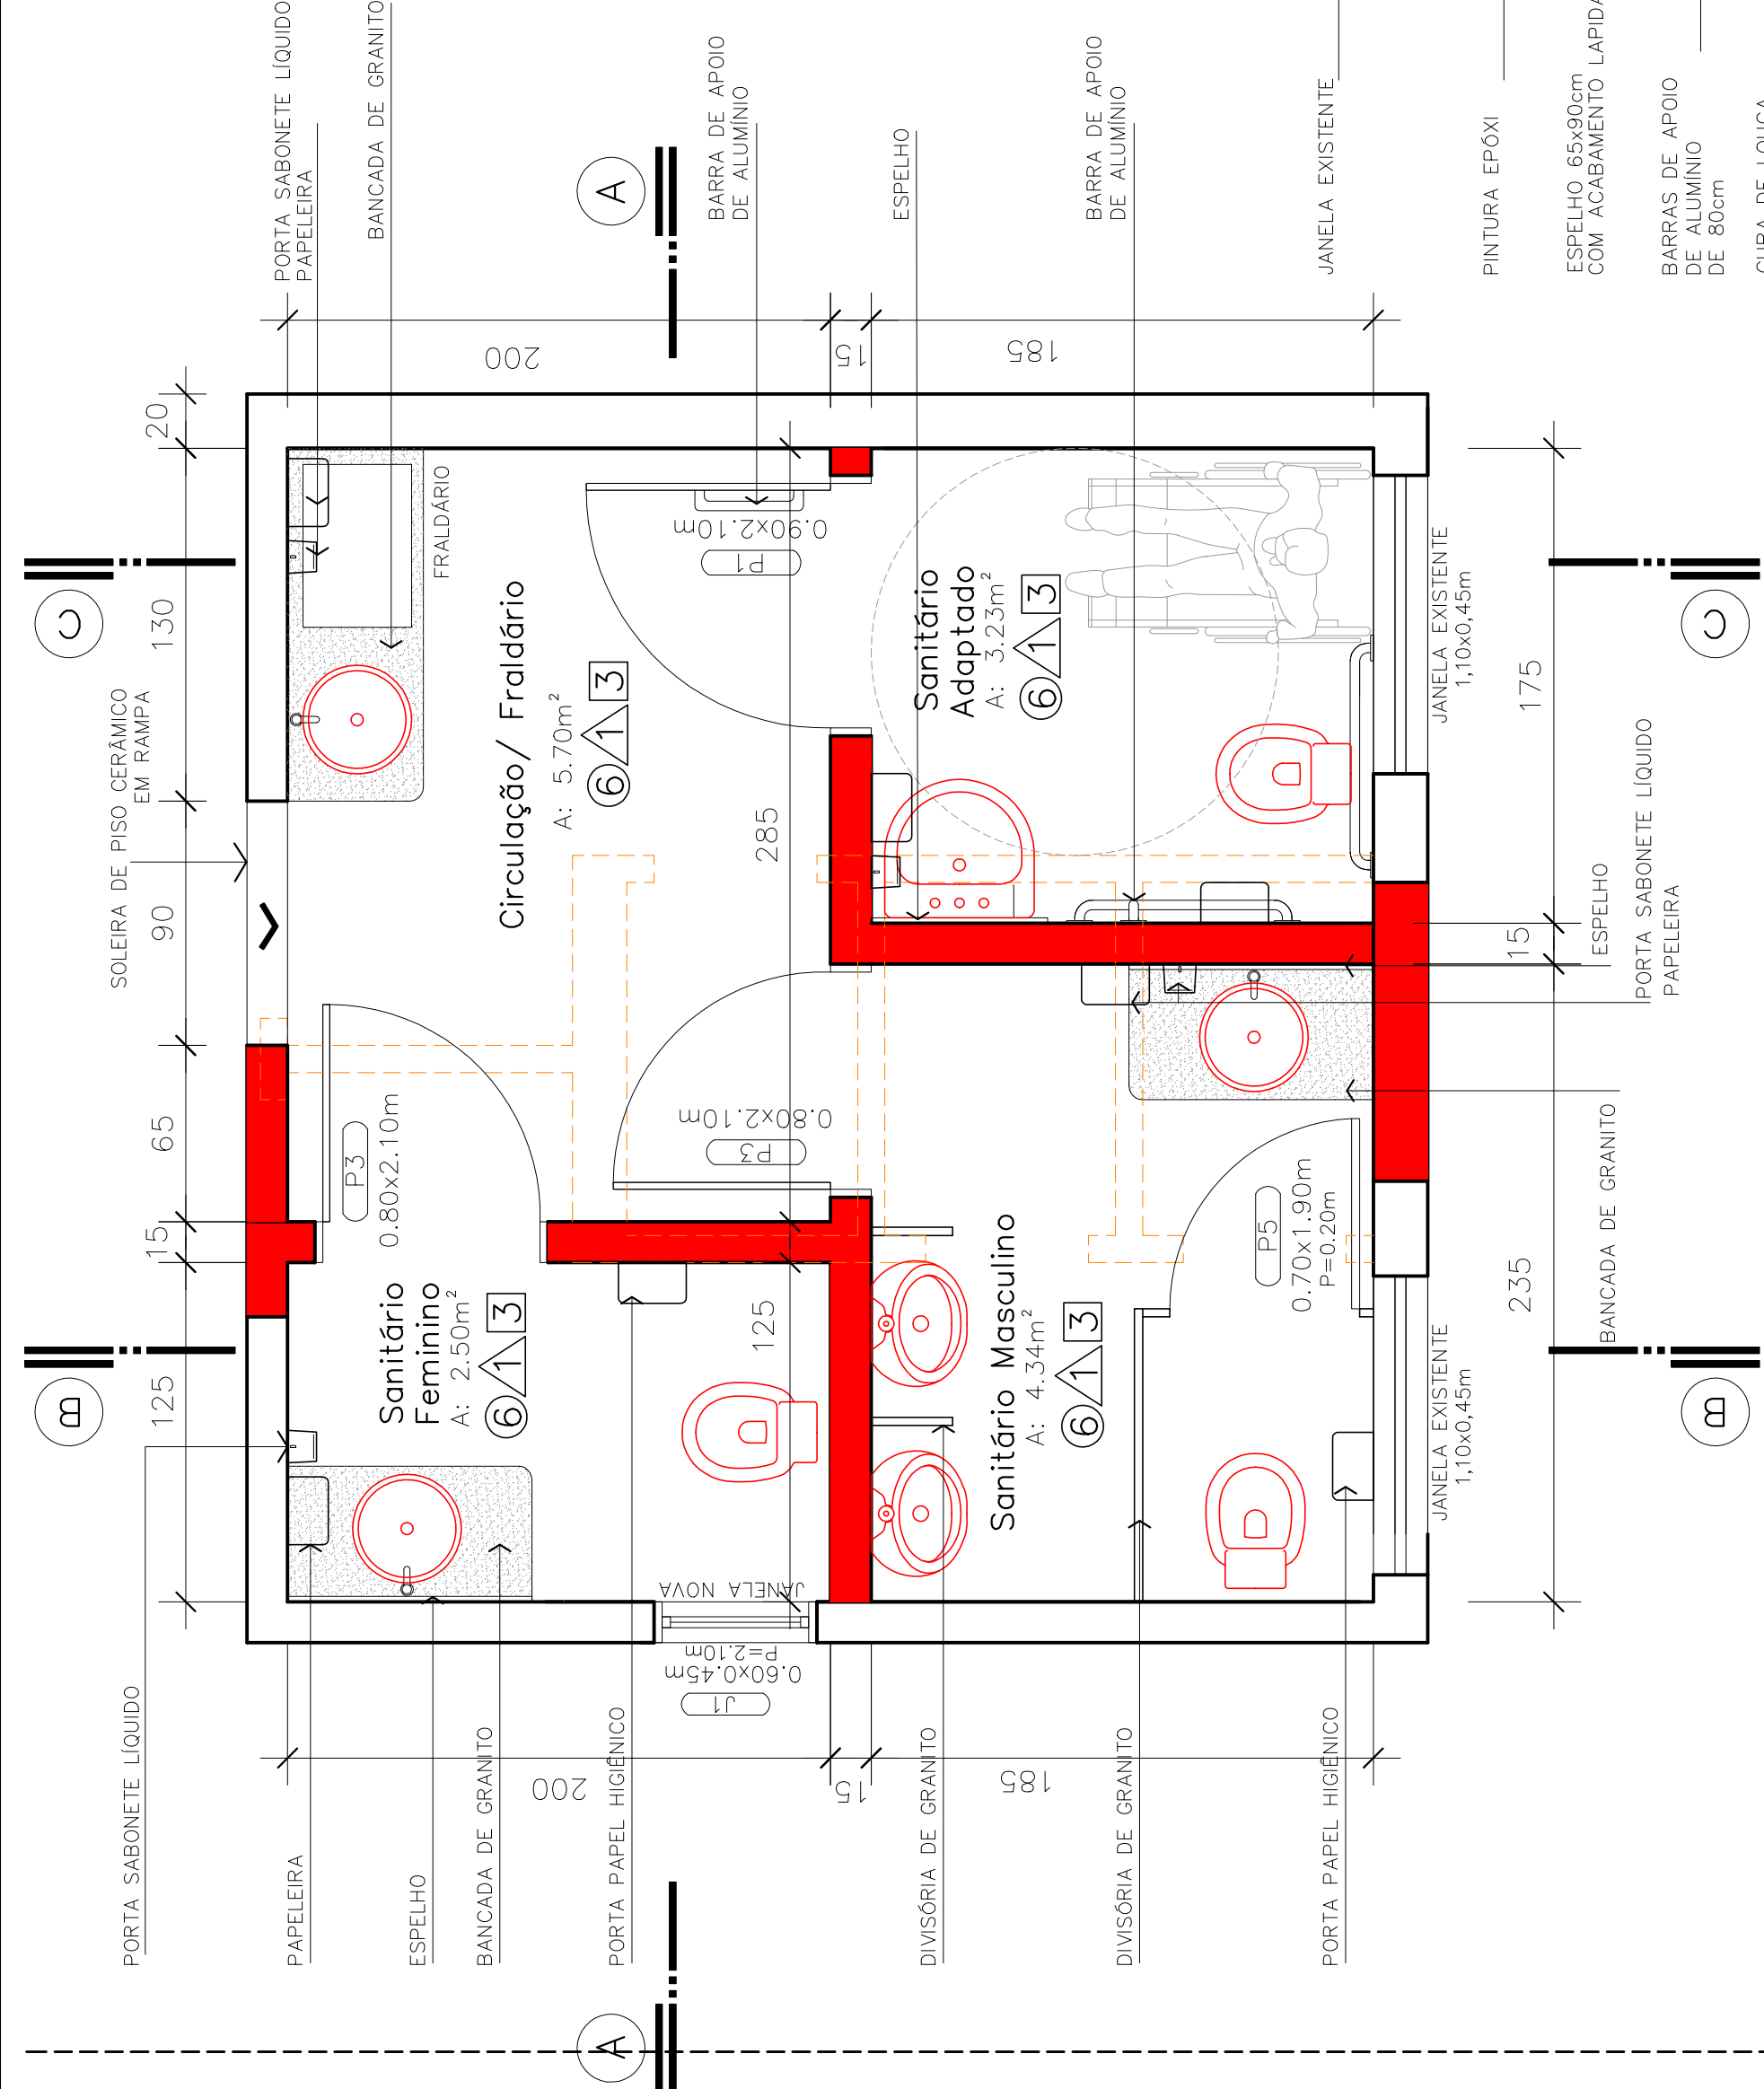 PORTA SABONETE LÍQUIDO
PAPELEIRA
BANCADA DE GRANITO
A
BARRA DE APOIO
DE ALUMÍNIO
ESPELHO
BARRA DE APOIO
DE ALUMÍNIO
JANELA EXISTENTE
PINTURA EPÓXI
ESPELHO 65x90cm
COM ACABAMENTO
BARRAS DE APOIO
DE ALUMÍNIO
DE 80cm
200
15
185
C
SOLEIRA DE PISO CERÂMICO
EM RAMPA
20
130
90
65
15
125
FRALDÁRIO
Circulação/ Fraldário
A: 5.70m²
6
1
3
P1
0.90x2.10m
285
Sanitário
Adaptado
A: 3.23m²
6
1
3
JANELA EXISTENTE
1,10x0,45m
175
15
235
C
ESPELHO
PORTA SABONETE LÍQUIDO
PAPELEIRA
BANCADA DE GRANITO
P3
0.80x2.10m
P3
0.80x2.10m
B
Sanitário
Feminino
A: 2.50m²
6
1
3
125
JANELA NOVA
J1
0.60x0.45m
P=2.10m
Sanitário Masculino
A: 4.34m²
6
1
3
P5
0.70x1.90m
P=0.20m
JANELA EXISTENTE
1,10x0,45m
B
PORTA SABONETE LÍQUIDO
PAPELEIRA
ESPELHO
BANCADA DE GRANITO
PORTA PAPEL HIGIÊNICO
DIVISÓRIA DE GRANITO
DIVISÓRIA DE GRANITO
PORTA PAPEL HIGIÊNICO
200
15
185
A